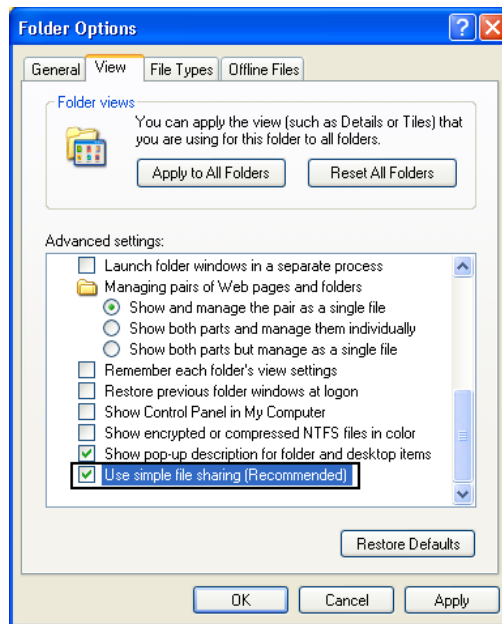 Folder Options
General View File Types Offline Files
Folder views
You can apply the view (such as Details or Tiles) that
you are using for this folder to all folders.
Apply to All Folders Reset All Folders
Advanced settings:
Launch folder windows in a separate process
Managing pairs of Web pages and folders
Show and manage the pair as a single file
Show both parts and manage them individually
Show both parts but manage as a single file
Remember each folder's view settings
Restore previous folder windows at logon
Show Control Panel in My Computer
Show encrypted or compressed NTFS files in color
Show pop-up description for folder and desktop items
Use simple file sharing (Recommended)
Restore Defaults
OK Cancel Apply